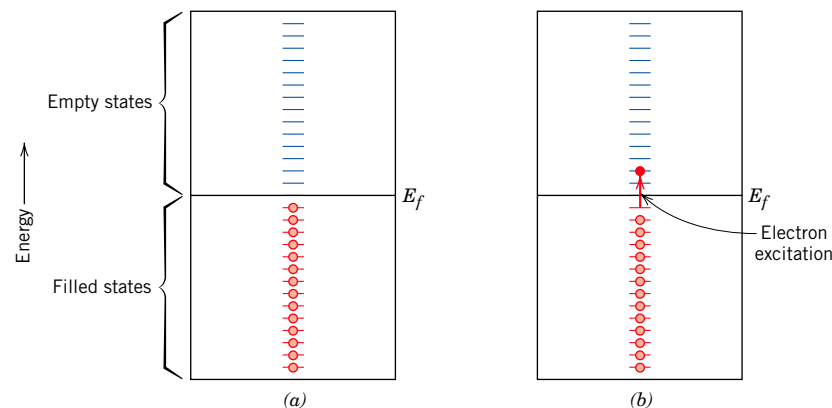 Empty states
Energy
Filled states
E_f
(a)
E_f
Electron
excitation
(b)